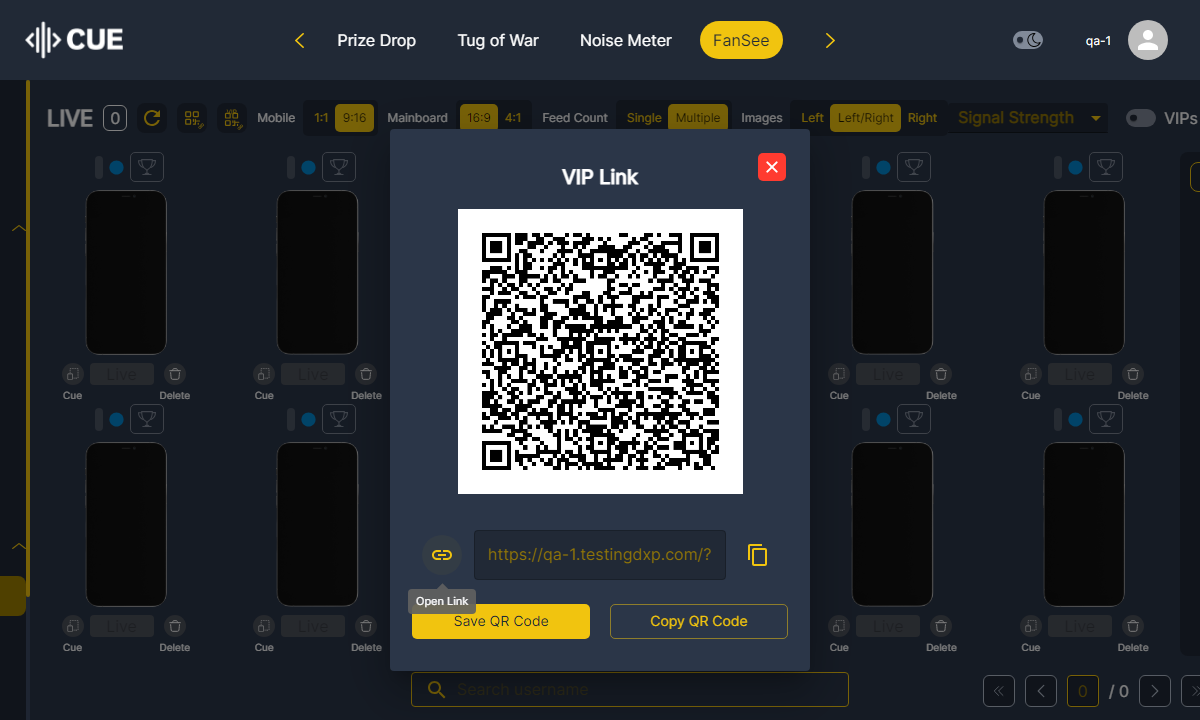 CUE
Prize Drop
Tug of War
Noise Meter
FanSee
qa-1
LIVE 0
Mobile 1:1 9:16
Mainboard 16:9 4:1
Feed Count Single Multiple
Images Left Left/Right Right
Signal Strength
VIPs
VIP Link
Live Live Live Live
Cue Delete Cue Delete Cue Delete Cue Delete
https://qa-1.testingdxp.com/?
Open Link
Save QR Code
Copy QR Code
Live Live Live Live
Cue Delete Cue Delete Cue Delete Cue Delete
Search username
0 / 0